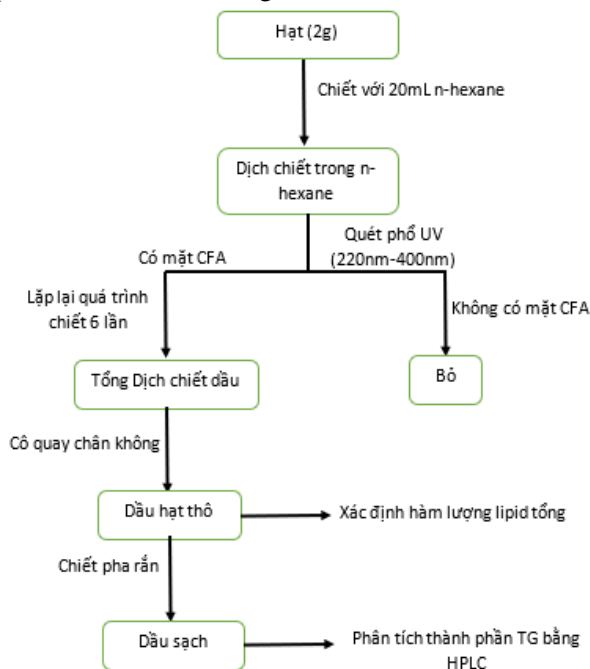 Hạt (2g)
Chiết với 20mL n-hexane
Dịch chiết trong n-
hexane
Quét phổ UV
(220nm-400nm)
Có mặt CFA
Lặp lại quá trình
chiết 6 lần
Không có mặt CFA
Tổng Dịch chiết dầu
Bỏ
Cô quay chân không
Dầu hạt thô
Xác định hàm lượng lipid tổng
Chiết pha rắn
Dầu sạch
Phân tích thành phần TG bằng
HPLC